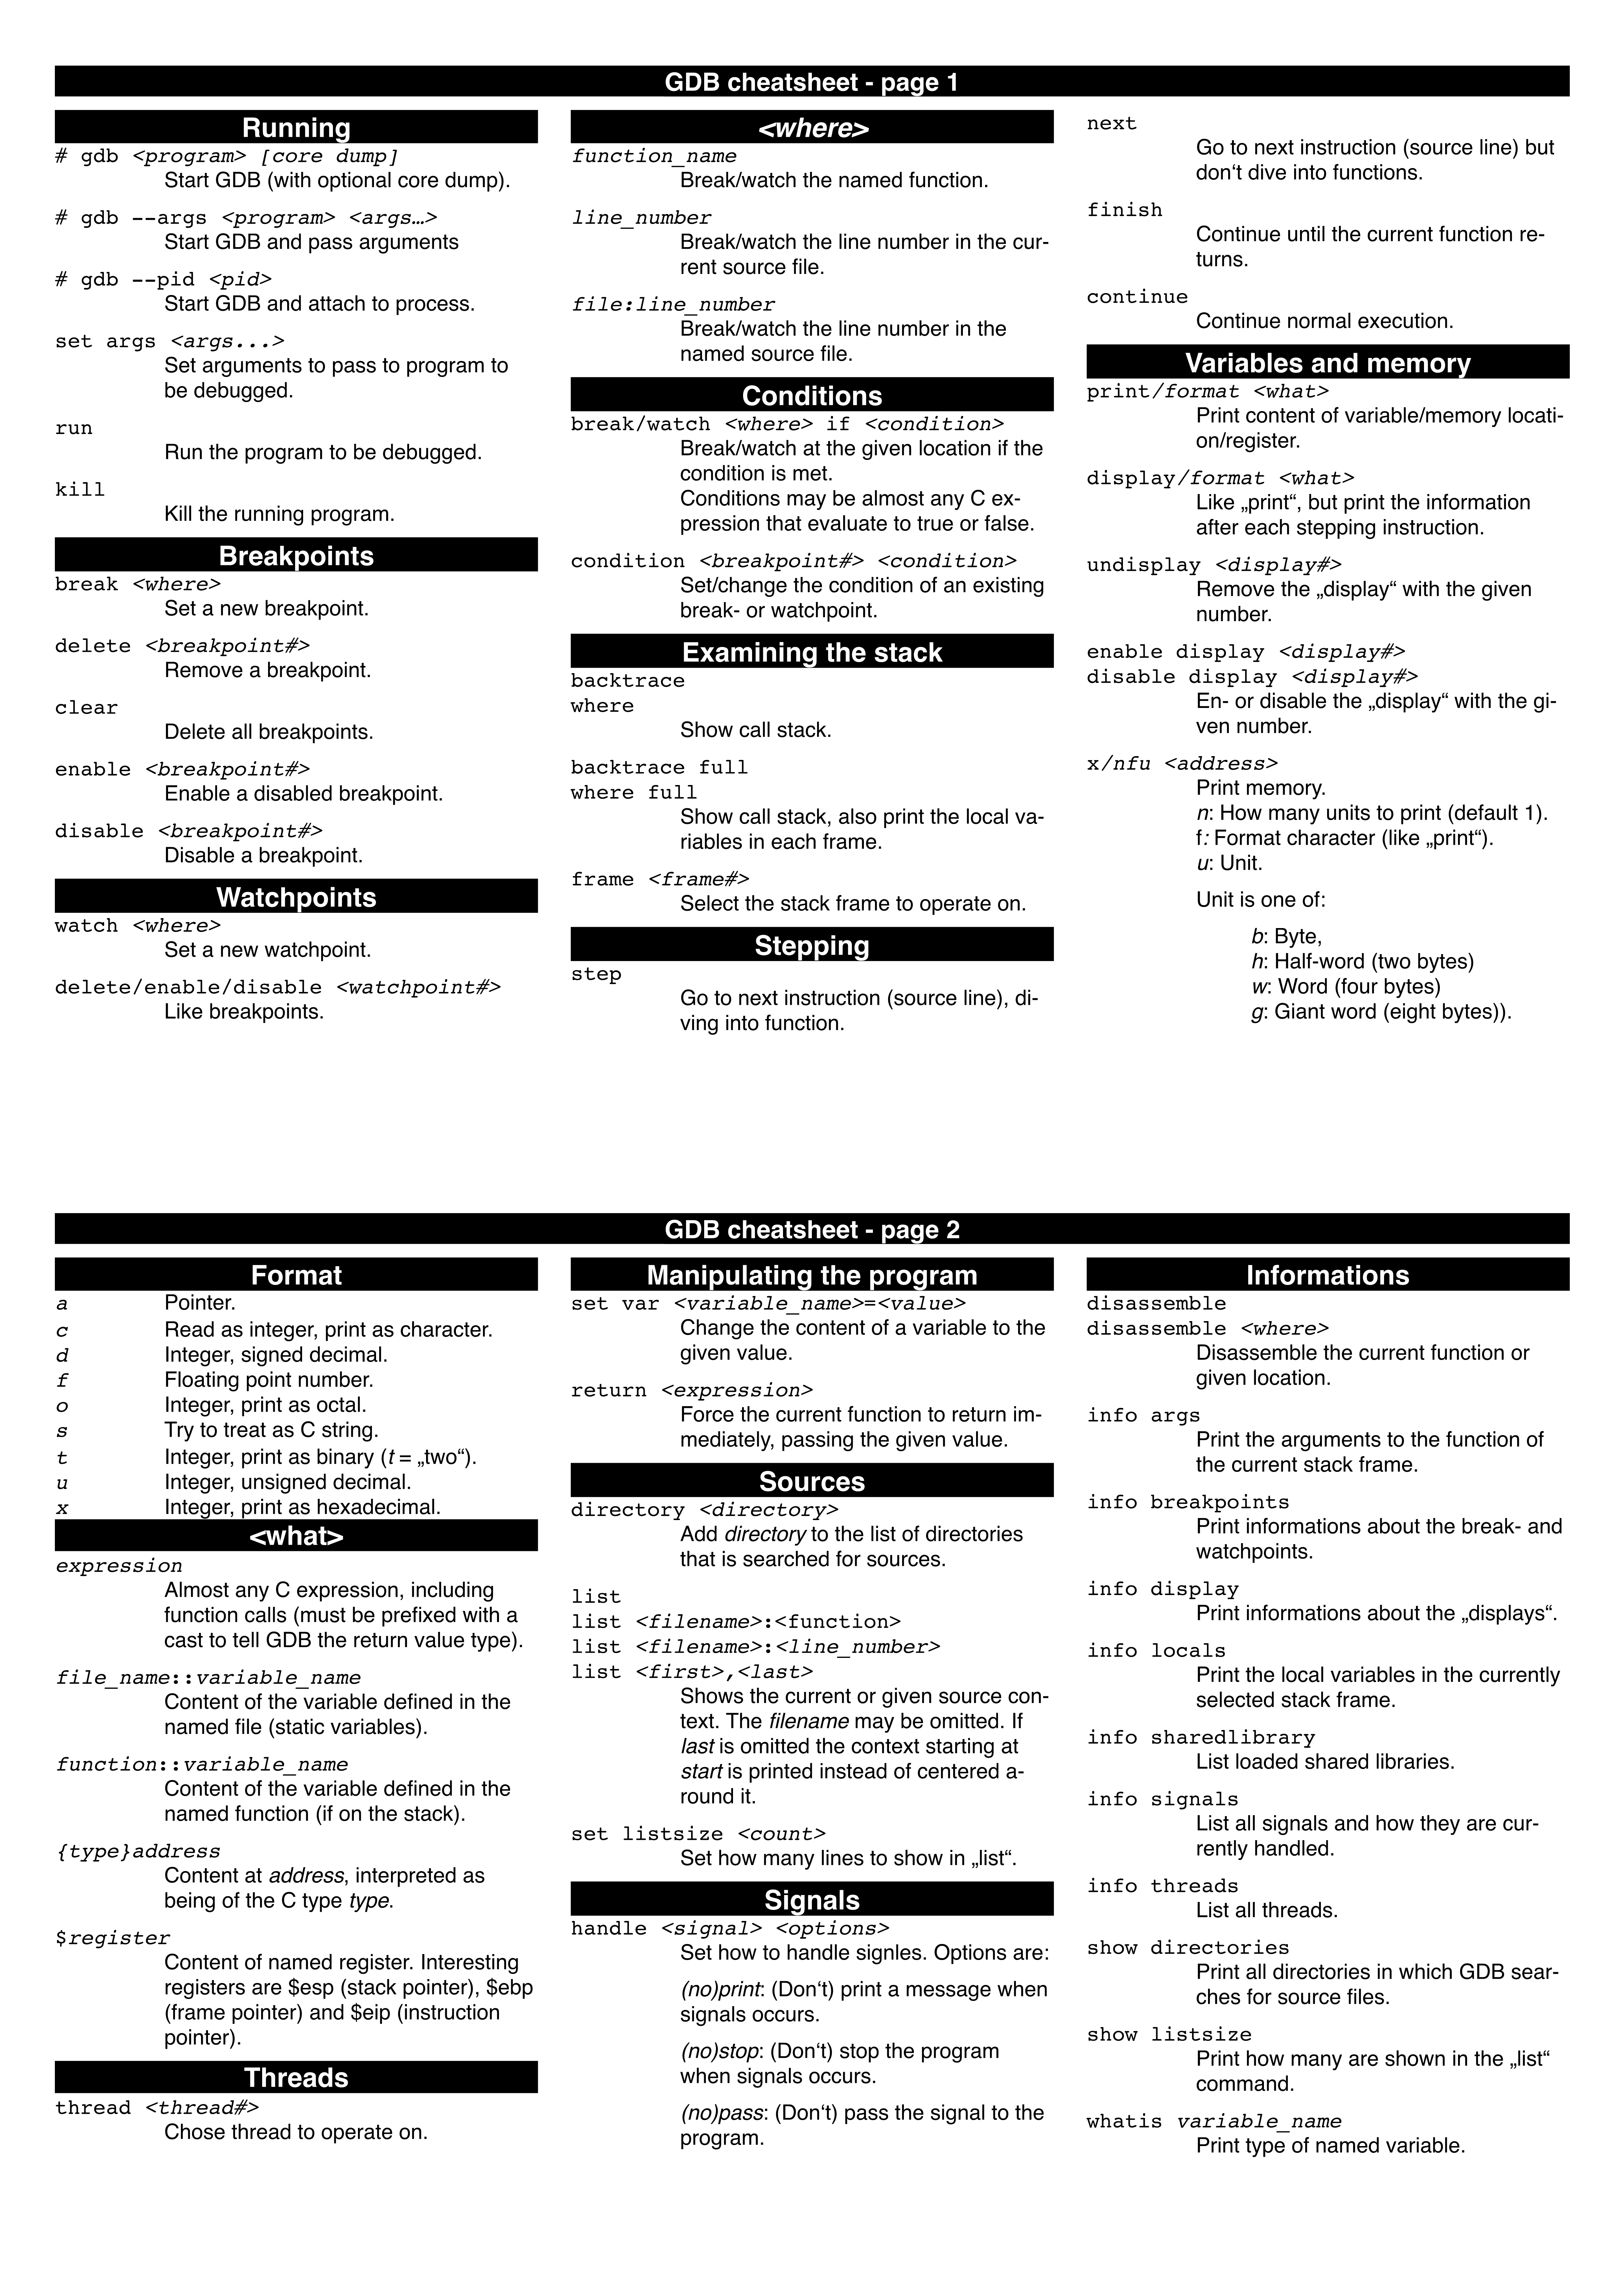 GDB cheatsheet - page 1
Running
# gdb <program> [core dump]
Start GDB (with optional core dump).
# gdb --args <program> <args…>
Start GDB and pass arguments
# gdb --pid <pid>
Start GDB and attach to process.
set args <args...>
Set arguments to pass to program to
be debugged.
run
Run the program to be debugged.
kill
Kill the running program.
Breakpoints
break <where>
Set a new breakpoint.
delete <breakpoint#>
Remove a breakpoint.
clear
Delete all breakpoints.
enable <breakpoint#>
Enable a disabled breakpoint.
disable <breakpoint#>
Disable a breakpoint.
Watchpoints
watch <where>
Set a new watchpoint.
delete/enable/disable <watchpoint#>
Like breakpoints.
<where>
function_name
Break/watch the named function.
line_number
Break/watch the line number in the cur-
rent source file.
file:line_number
Break/watch the line number in the
named source file.
Conditions
break/watch <where> if <condition>
Break/watch at the given location if the
condition is met.
Conditions may be almost any C ex-
pression that evaluate to true or false.
condition <breakpoint#> <condition>
Set/change the condition of an existing
break- or watchpoint.
Examining the stack
backtrace
where
Show call stack.
backtrace full
where full
Show call stack, also print the local va-
riables in each frame.
frame <frame#>
Select the stack frame to operate on.
Stepping
step
Go to next instruction (source line), di-
ving into function.
next
Go to next instruction (source line) but
don‘t dive into functions.
finish
Continue until the current function re-
turns.
continue
Continue normal execution.
Variables and memory
print/format <what>
Print content of variable/memory locati-
on/register.
display/format <what>
Like „print“, but print the information
after each stepping instruction.
undisplay <display#>
Remove the „display“ with the given
number.
enable display <display#>
disable display <display#>
En- or disable the „display“ with the gi-
ven number.
x/nfu <address>
Print memory.
n: How many units to print (default 1).
f: Format character (like „print“).
u: Unit.
Unit is one of:
b: Byte,
h: Half-word (two bytes)
w: Word (four bytes)
g: Giant word (eight bytes)).
GDB cheatsheet - page 2
Format
a Pointer.
c Read as integer, print as character.
d Integer, signed decimal.
f Floating point number.
o Integer, print as octal.
s Try to treat as C string.
t Integer, print as binary (t = „two“).
u Integer, unsigned decimal.
x Integer, print as hexadecimal.
<what>
expression
Almost any C expression, including
function calls (must be prefixed with a
cast to tell GDB the return value type).
file_name::variable_name
Content of the variable defined in the
named file (static variables).
function::variable_name
Content of the variable defined in the
named function (if on the stack).
{type}address
Content at address, interpreted as
being of the C type type.
$register
Content of named register. Interesting
registers are $esp (stack pointer), $ebp
(frame pointer) and $eip (instruction
pointer).
Threads
thread <thread#>
Chose thread to operate on.
Manipulating the program
set var <variable_name>=<value>
Change the content of a variable to the
given value.
return <expression>
Force the current function to return im-
mediately, passing the given value.
Sources
directory <directory>
Add directory to the list of directories
that is searched for sources.
list
list <filename>:<function>
list <filename>:<line_number>
list <first>,<last>
Shows the current or given source con-
text. The filename may be omitted. If
last is omitted the context starting at
start is printed instead of centered a-
round it.
set listsize <count>
Set how many lines to show in „list“.
Signals
handle <signal> <options>
Set how to handle signles. Options are:
(no)print: (Don‘t) print a message when
signals occurs.
(no)stop: (Don‘t) stop the program
when signals occurs.
(no)pass: (Don‘t) pass the signal to the
program.
Informations
disassemble
disassemble <where>
Disassemble the current function or
given location.
info args
Print the arguments to the function of
the current stack frame.
info breakpoints
Print informations about the break- and
watchpoints.
info display
Print informations about the „displays“.
info locals
Print the local variables in the currently
selected stack frame.
info sharedlibrary
List loaded shared libraries.
info signals
List all signals and how they are cur-
rently handled.
info threads
List all threads.
show directories
Print all directories in which GDB sear-
ches for source files.
show listsize
Print how many are shown in the „list“
command.
whatis variable_name
Print type of named variable.